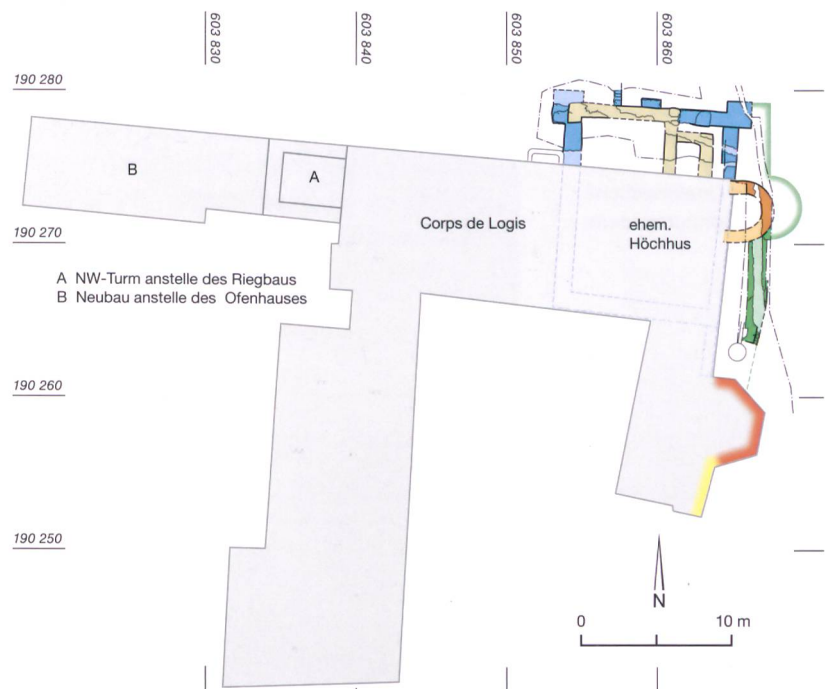 603 830
603 840
603 850
603 860
190 280
B
A
Corps de Logis
ehem.
Höchhus
190 270
A NW-Turm anstelle des Riegbaus
B Neubau anstelle des Ofenhauses
190 260
190 250
N
0 10 m